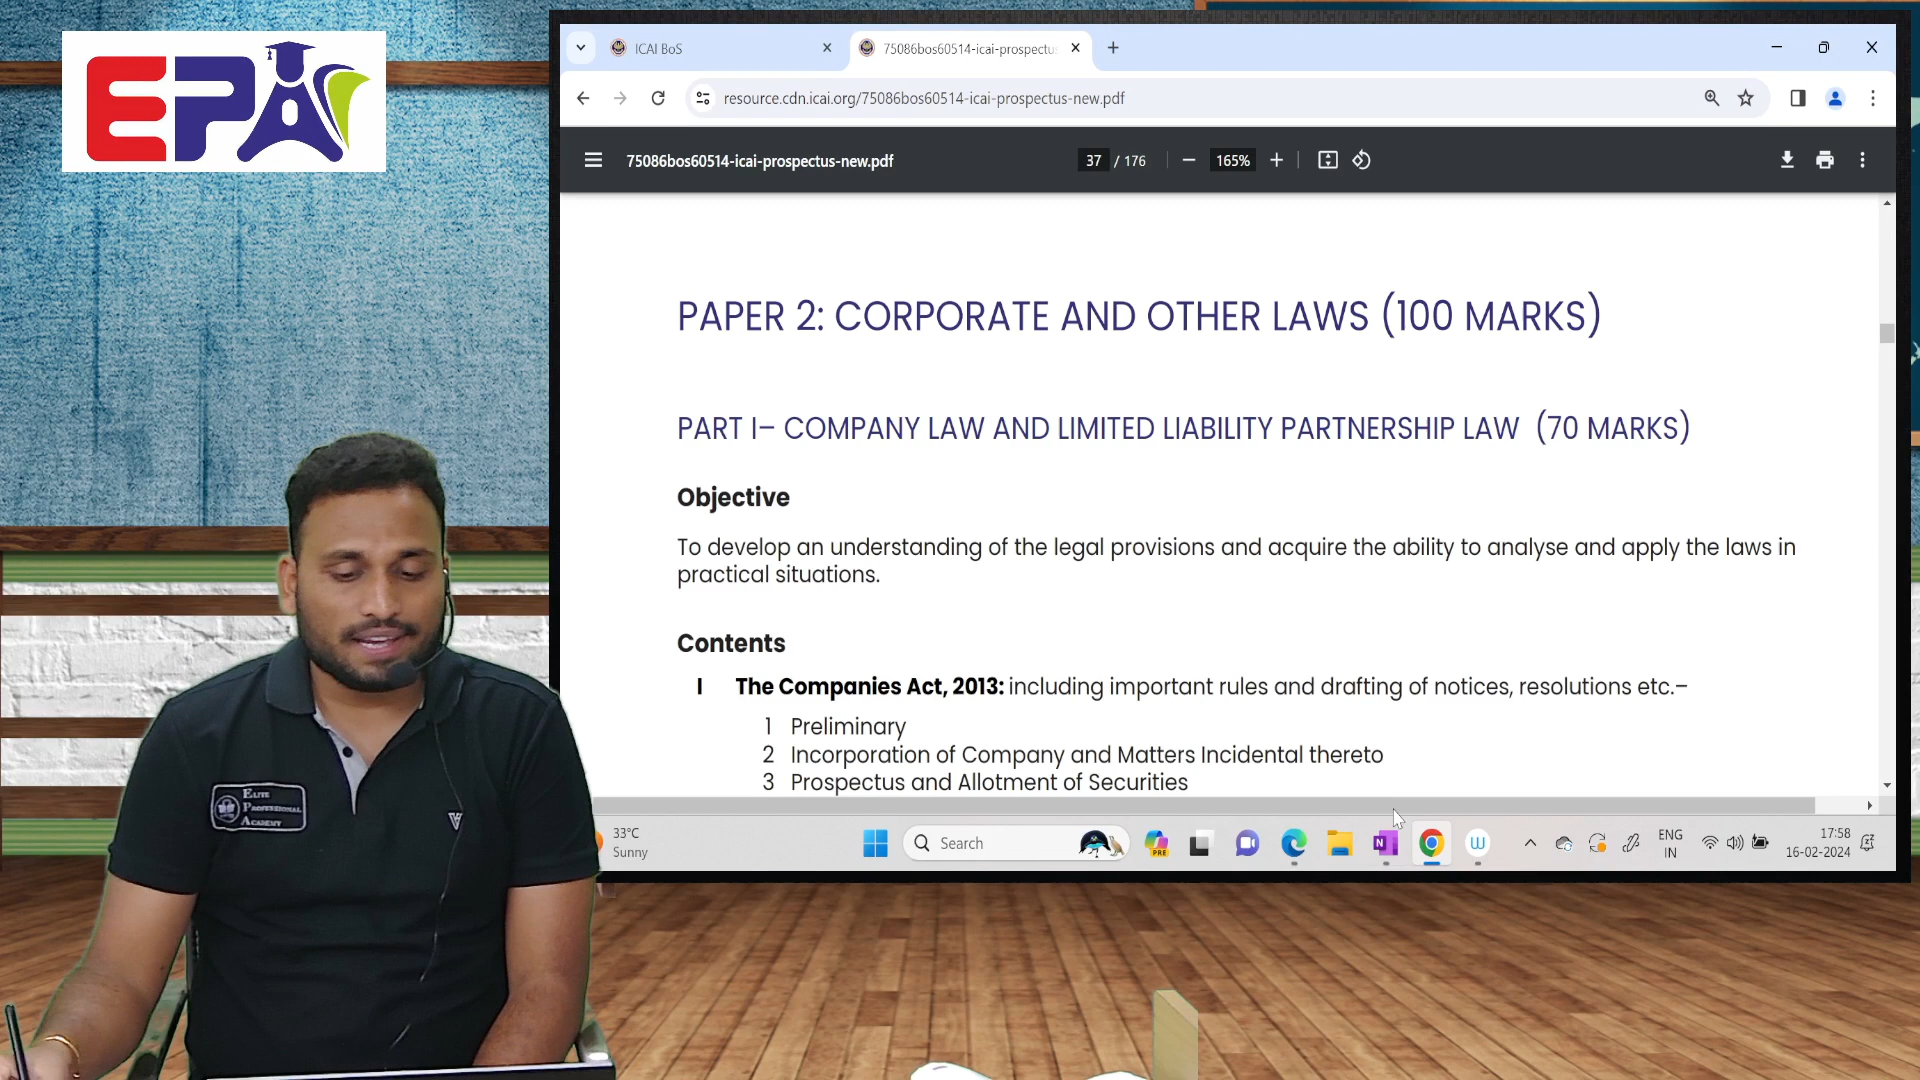 EPA
ICAI BoS
75086bos60514-icai-prospectu
resource.cdn.icai.org/75086bos60514-icai-prospectus-new.pdf
75086bos60514-icai-prospectus-new.pdf
37 / 176
165%
PAPER 2: CORPORATE AND OTHER LAWS (100 MARKS)
PART I– COMPANY LAW AND LIMITED LIABILITY PARTNERSHIP LAW (70 MARKS)
Objective
To develop an understanding of the legal provisions and acquire the ability to analyse and apply the laws in
practical situations.
Contents
I The Companies Act, 2013: including important rules and drafting of notices, resolutions etc.–
1 Preliminary
2 Incorporation of Company and Matters Incidental thereto
3 Prospectus and Allotment of Securities
ELITE
PROFESSIONAL
ACADEMY
33°C
Sunny
Search
PRE
N
W
ENG
IN
17:58
16-02-2024